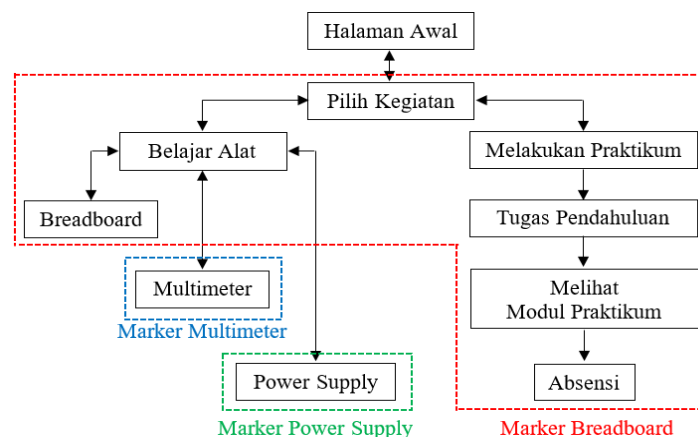 Halaman Awal
Pilih Kegiatan
Belajar Alat
Melakukan Praktikum
Breadboard
Tugas Pendahuluan
Multimeter
Marker Multimeter
Melihat
Modul Praktikum
Power Supply
Absensi
Marker Power Supply
Marker Breadboard